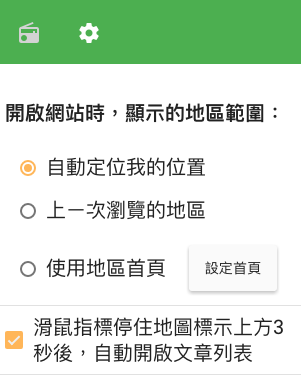 開啟網站時，顯示的地區範圍：
自動定位我的位置
上一次瀏覽的地區
使用地區首頁 設定首頁
滑鼠指標停住地圖標示上方3
秒後，自動開啟文章列表